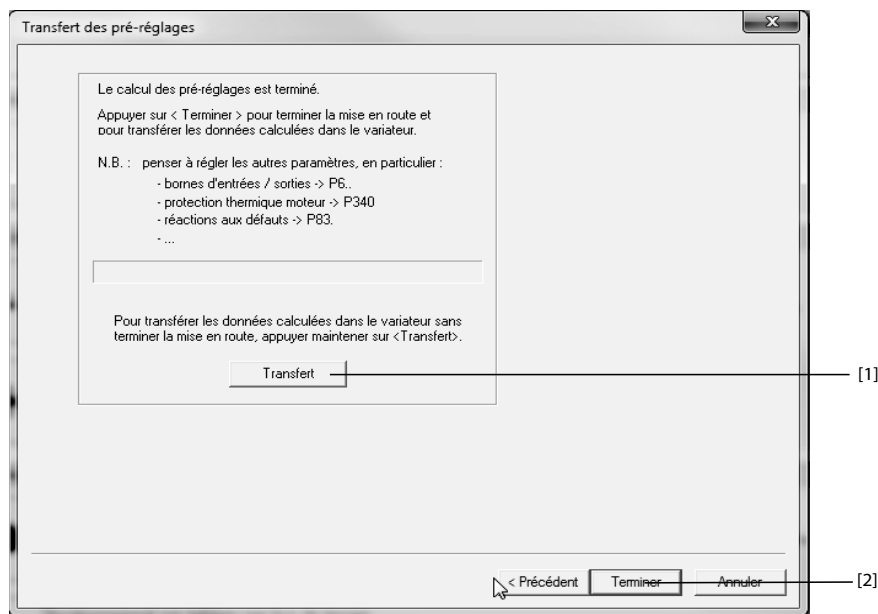 Transfert des pré-réglages
Le calcul des pré-réglages est terminé.
Appuyer sur < Terminer > pour terminer la mise en route et
pour transférer les données calculées dans le variateur.
N.B. : penser à régler les autres paramètres, en particulier :
- bornes d'entrées / sorties -> P6..
- protection thermique moteur -> P340
- réactions aux défauts -> P83.
- ...
Pour transférer les données calculées dans le variateur sans
terminer la mise en route, appuyer maintener sur <Transfert>.
Transfert
[1]
< Précédent
Terminer
Annuler
[2]